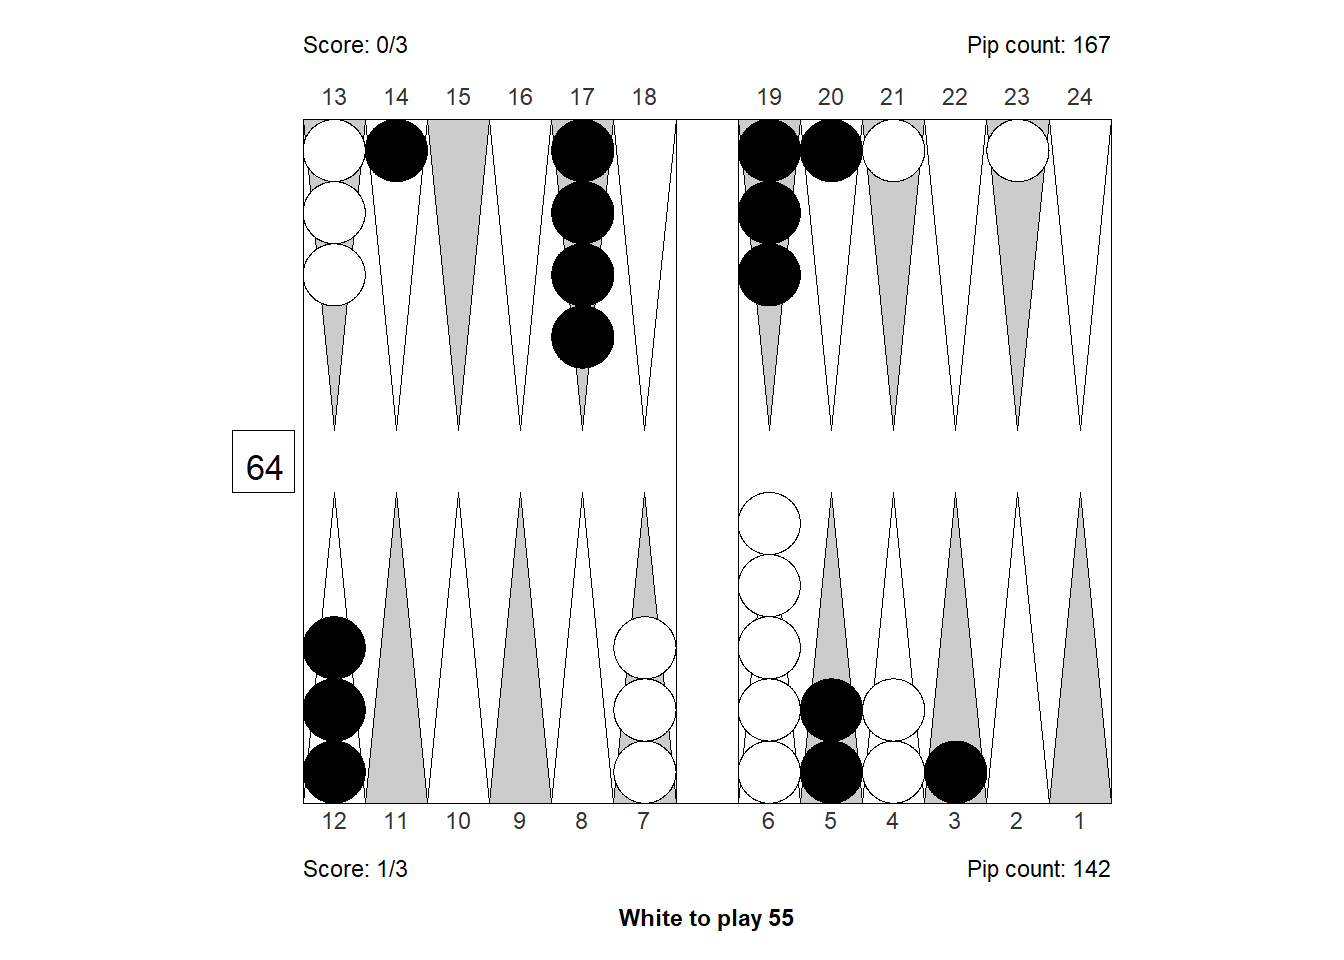 Score: 0/3 Pip count: 167
13 14 15 16 17 18 19 20 21 22 23 24
64
12 11 10 9 8 7 6 5 4 3 2 1
Score: 1/3 Pip count: 142
White to play 55